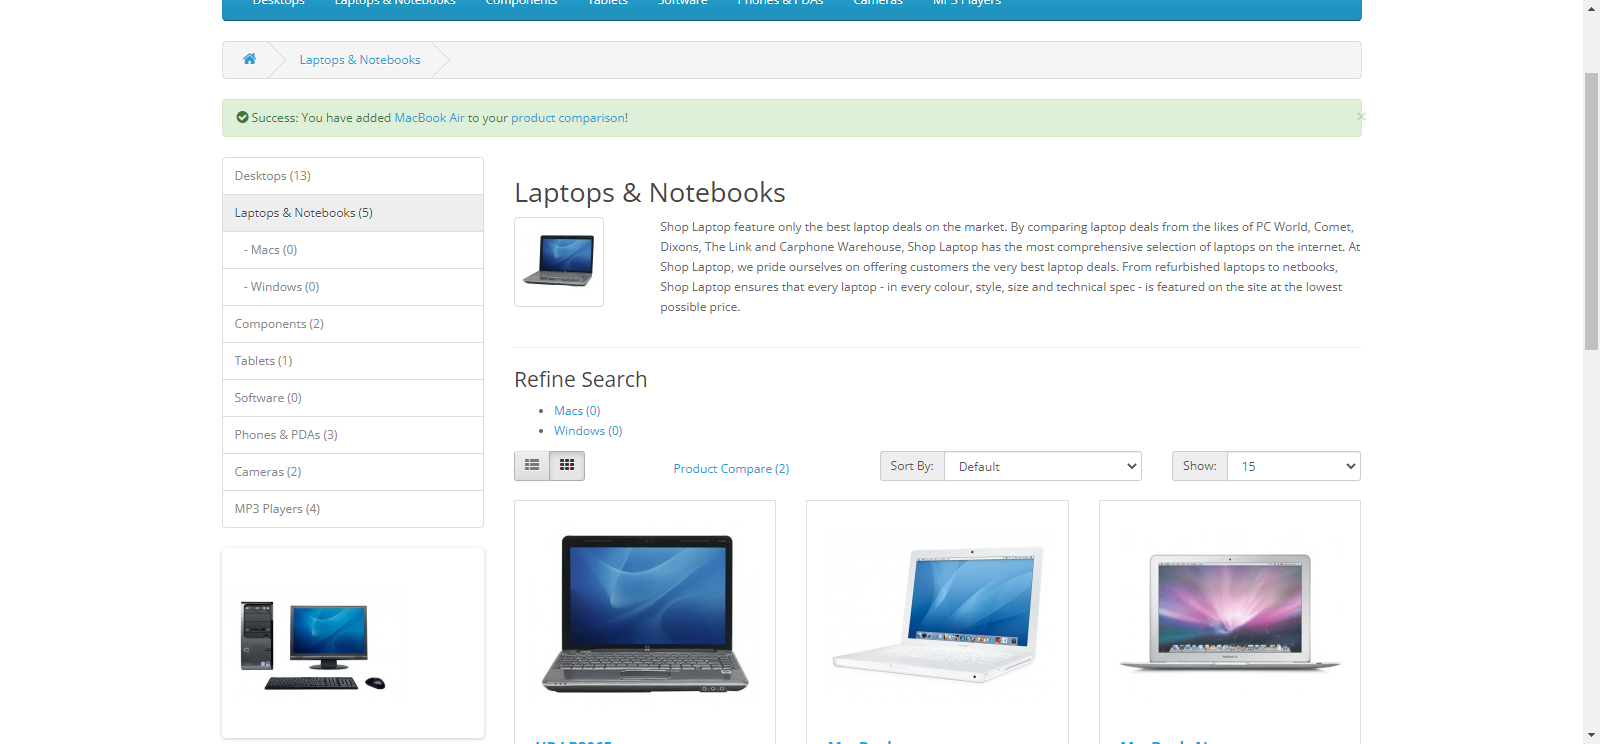 Desktops Laptops & Notebooks Components Tablets Software Phones & PDAs Cameras MP3 Players
Laptops & Notebooks
Success: You have added MacBook Air to your product comparison!
×
Desktops (13)
Laptops & Notebooks (5)
- Macs (0)
- Windows (0)
Components (2)
Tablets (1)
Software (0)
Phones & PDAs (3)
Cameras (2)
MP3 Players (4)
Laptops & Notebooks
Shop Laptop feature only the best laptop deals on the market. By comparing laptop deals from the likes of PC World, Comet,
Dixons, The Link and Carphone Warehouse, Shop Laptop has the most comprehensive selection of laptops on the internet. At
Shop Laptop, we pride ourselves on offering customers the very best laptop deals. From refurbished laptops to netbooks,
Shop Laptop ensures that every laptop - in every colour, style, size and technical spec - is featured on the site at the lowest
possible price.
Refine Search
Macs (0)
Windows (0)
Product Compare (2)
Sort By: Default
Show: 15
HP LP3065
MacBook
MacBook Air